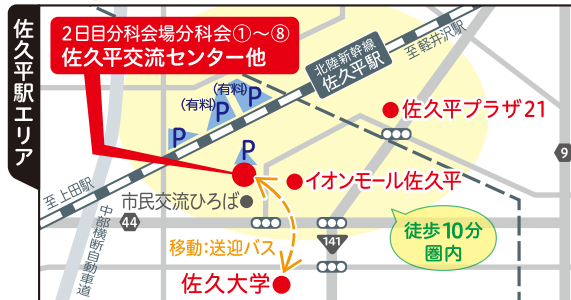 佐久平駅エリア
2日目分科会場分科会①～⑧
佐久平交流センター他
北陸新幹線
佐久平駅
至軽井沢駅
(有料)
(有料)
P
P
P
P
佐久平プラザ21
イオンモール佐久平
市民交流ひろば
至上田駅
中部横断自動車道
44
141
9
移動:送迎バス
徒歩10分
圏内
佐久大学